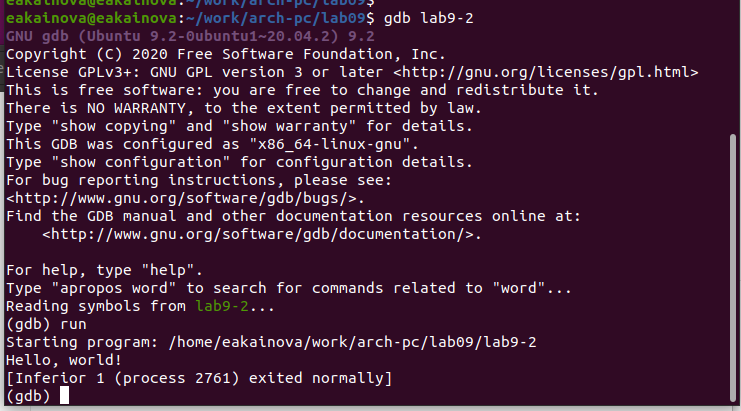 eakainova@eakainova:~/work/arch-pc/lab09$
eakainova@eakainova:~/work/arch-pc/lab09$ gdb lab9-2
GNU gdb (Ubuntu 9.2-0ubuntu1~20.04.2) 9.2
Copyright (C) 2020 Free Software Foundation, Inc.
License GPLv3+: GNU GPL version 3 or later <http://gnu.org/licenses/gpl.html>
This is free software: you are free to change and redistribute it.
There is NO WARRANTY, to the extent permitted by law.
Type "show copying" and "show warranty" for details.
This GDB was configured as "x86_64-linux-gnu".
Type "show configuration" for configuration details.
For bug reporting instructions, please see:
<http://www.gnu.org/software/gdb/bugs/>.
Find the GDB manual and other documentation resources online at:
    <http://www.gnu.org/software/gdb/documentation/>.

For help, type "help".
Type "apropos word" to search for commands related to "word"...
Reading symbols from lab9-2...
(gdb) run
Starting program: /home/eakainova/work/arch-pc/lab09/lab9-2
Hello, world!
[Inferior 1 (process 2761) exited normally]
(gdb)